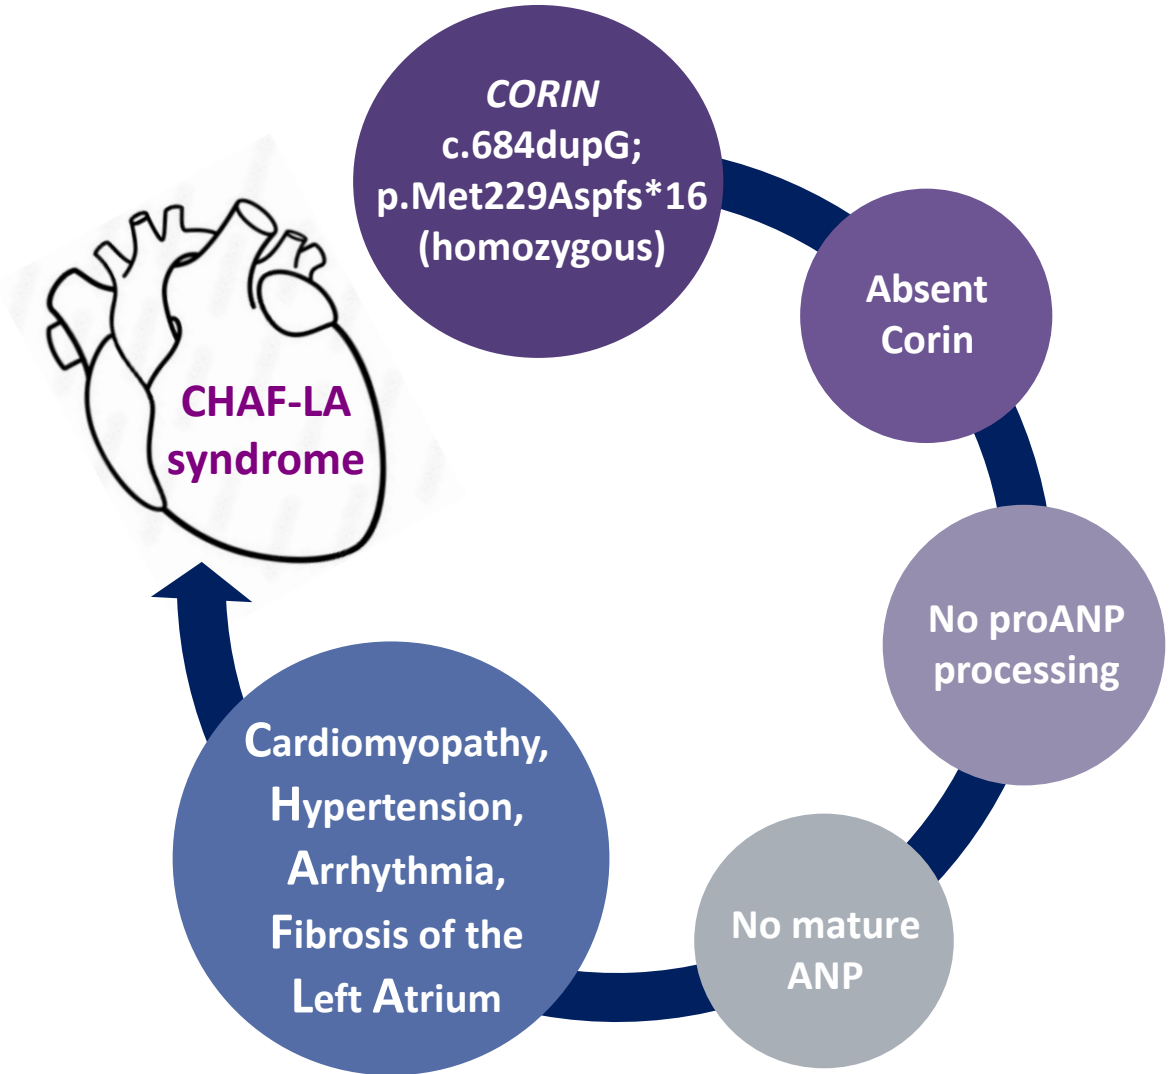 CORIN
c.684dupG;
p.Met229Aspfs*16
(homozygous)
Absent
Corin
No proANP
processing
No mature
ANP
Cardiomyopathy,
Hypertension,
Arrhythmia,
Fibrosis of the
Left Atrium
CHAF-LA
syndrome